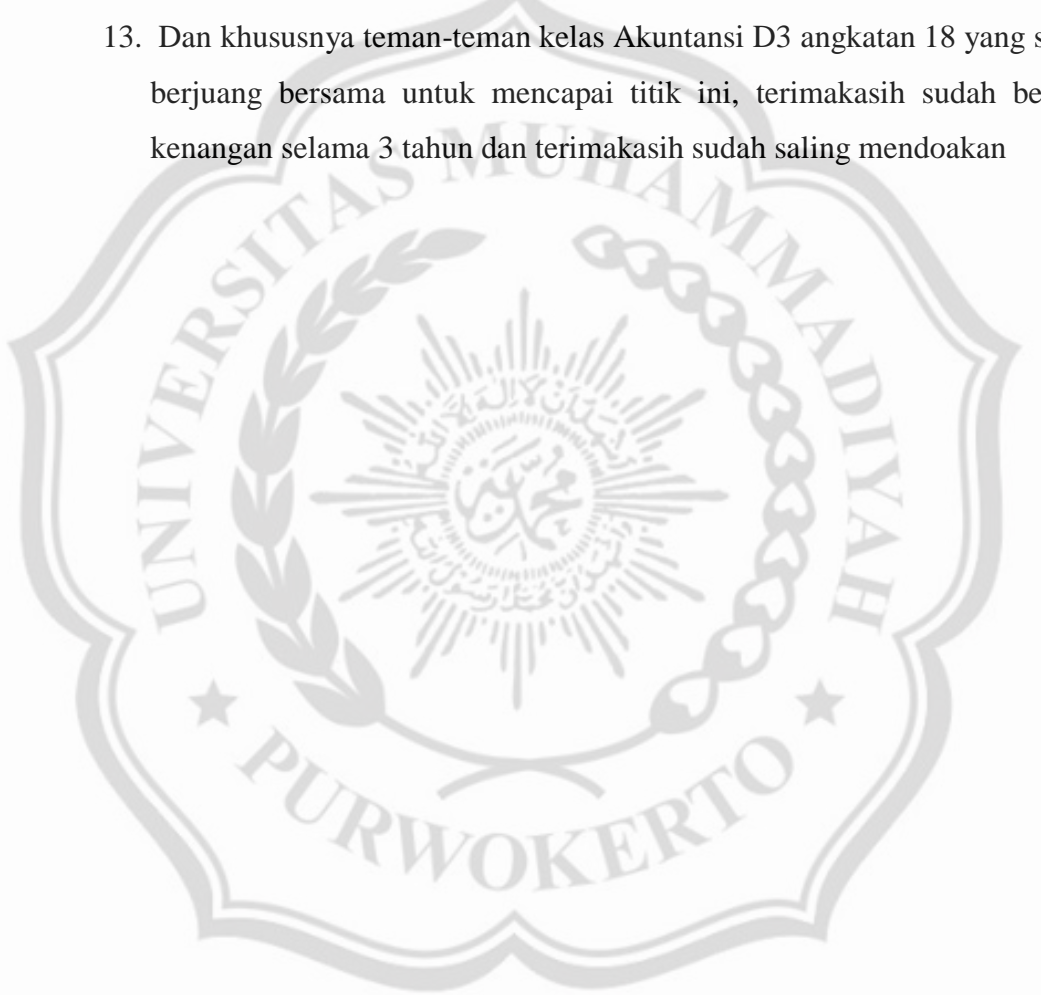 13. Dan khususnya teman-teman kelas Akuntansi D3 angkatan 18 yang
berjuang bersama untuk mencapai titik ini, terimakasih sudah
kenangan selama 3 tahun dan terimakasih sudah saling mendoakan
UNIVERSITAS MUHAMMADIYAH
PURWOKERTO